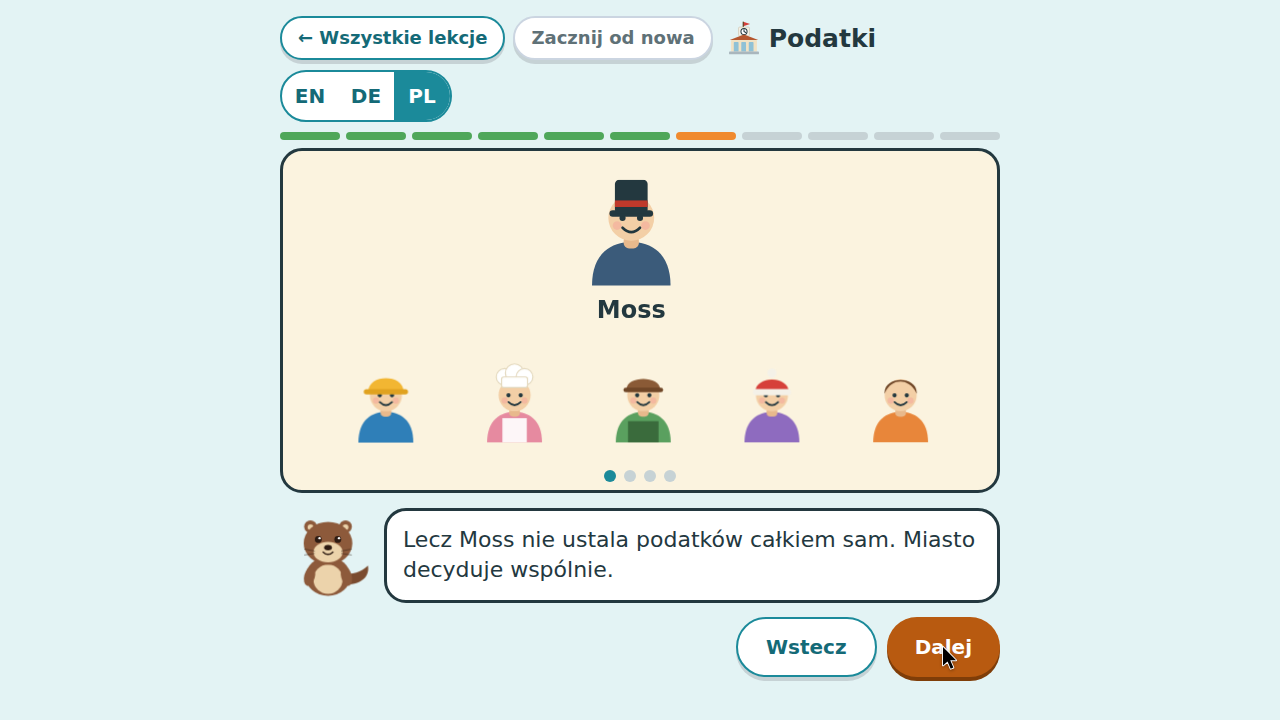 ← Wszystkie lekcje
Zacznij od nowa
Podatki
EN DE PL
Moss
Lecz Moss nie ustala podatków całkiem sam. Miasto
decyduje wspólnie.
Wstecz
Dalej